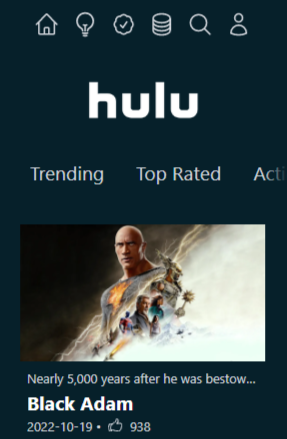 hulu
Trending Top Rated Acti
Nearly 5,000 years after he was bestow...
Black Adam
2022-10-19 • 938